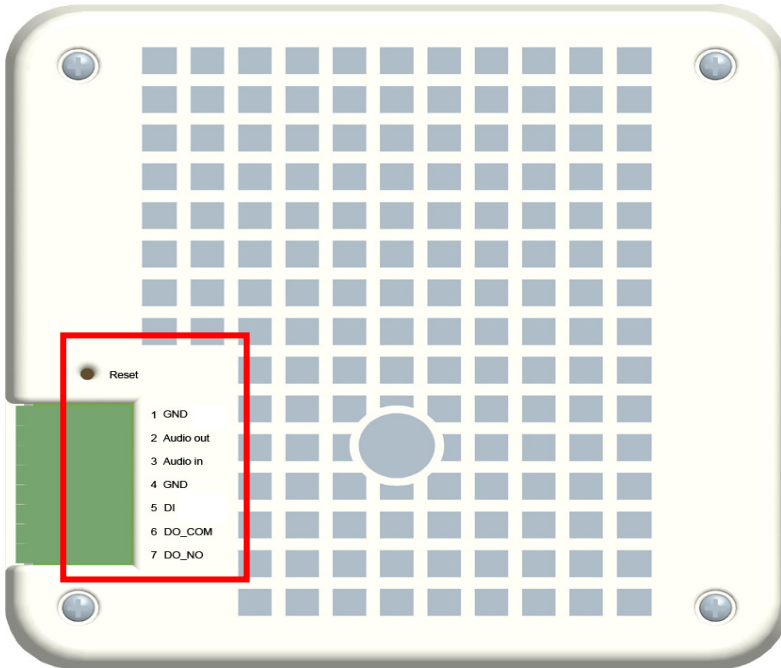 Reset
1 GND
2 Audio out
3 Audio in
4 GND
5 DI
6 DO_COM
7 DO_NO